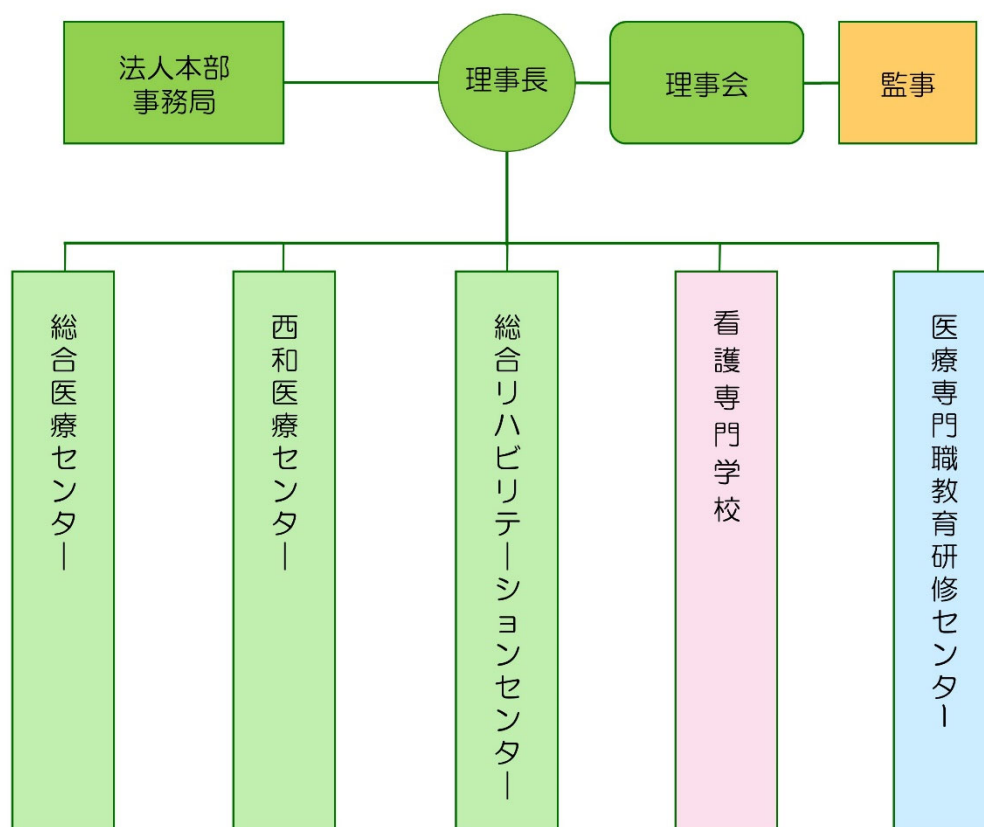 法人本部
事務局
理事長
理事会
監事
総合医療センター
西和医療センター
総合リハビリテーションセンター
看護専門学校
医療専門職教育研修センター